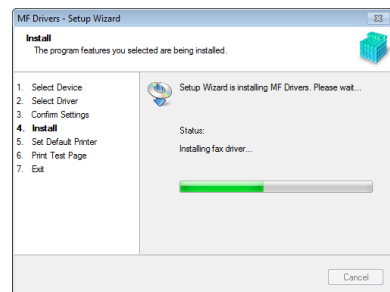 MF Drivers - Setup Wizard
Install
The program features you selected are being installed.
1. Select Device
2. Select Driver
3. Confirm Settings
4. Install
5. Set Default Printer
6. Print Test Page
7. Exit
Setup Wizard is installing MF Drivers. Please wait...
Status:
Installing fax driver...
Cancel